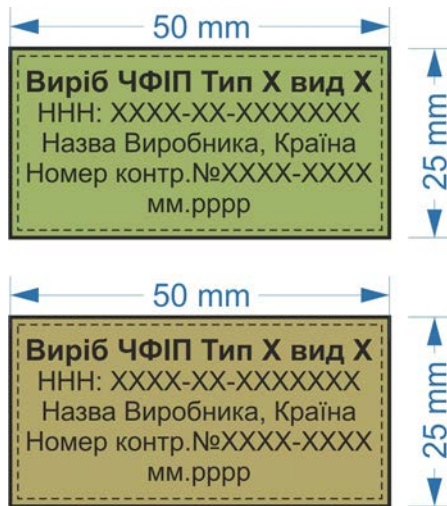 50 mm
Виріб ЧФІП Тип Х вид Х
ННН: ХХХХ-ХХ-ХХХХХХХ
Назва Виробника, Країна
Номер контр.№ХХХХ-ХХХХ
мм.рррр
25 mm
50 mm
Виріб ЧФІП Тип Х вид Х
ННН: ХХХХ-ХХ-ХХХХХХХ
Назва Виробника, Країна
Номер контр.№ХХХХ-ХХХХ
мм.рррр
25 mm